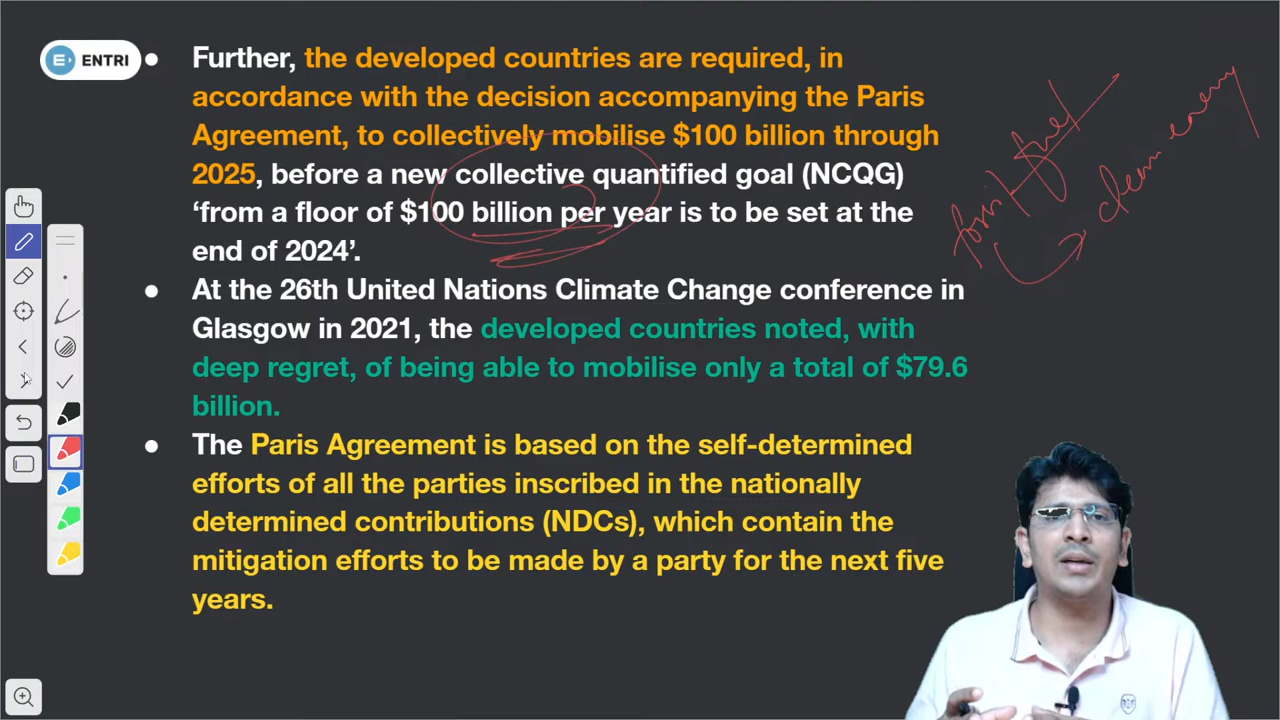 ENTRI
● Further, the developed countries are required, in
accordance with the decision accompanying the Paris
Agreement, to collectively mobilise $100 billion through
2025, before a new collective quantified goal (NCQG)
‘from a floor of $100 billion per year is to be set at the
end of 2024’.
● At the 26th United Nations Climate Change conference in
Glasgow in 2021, the developed countries noted, with
deep regret, of being able to mobilise only a total of $79.6
billion.
● The Paris Agreement is based on the self-determined
efforts of all the parties inscribed in the nationally
determined contributions (NDCs), which contain the
mitigation efforts to be made by a party for the next five
years.
fuel
clean energy